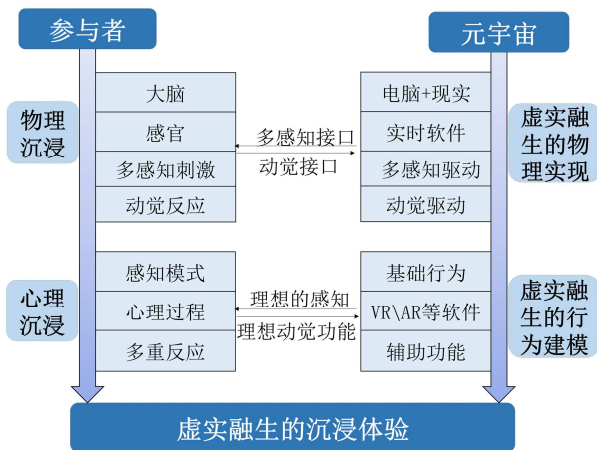 参与者
元宇宙
物理
沉浸
大脑
感官
多感知刺激
动觉反应
多感知接口
动觉接口
电脑+现实
实时软件
多感知驱动
动觉驱动
虚实融
生的物
理实现
心理
沉浸
感知模式
心理过程
多重反应
理想的感知
理想动觉功能
基础行为
VR\AR等软件
辅助功能
虚实融
生的行
为建模
虚实融生的沉浸体验